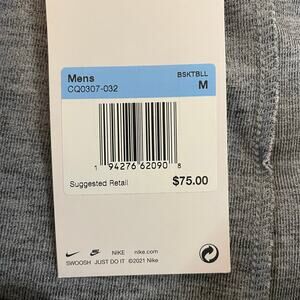 Mens BSKTBLL
CQ0307-032 M
1 94276 62090 8
Suggested Retail $75.00
NIKE nike.com
SWOOSH JUST DO IT ©2021 Nike